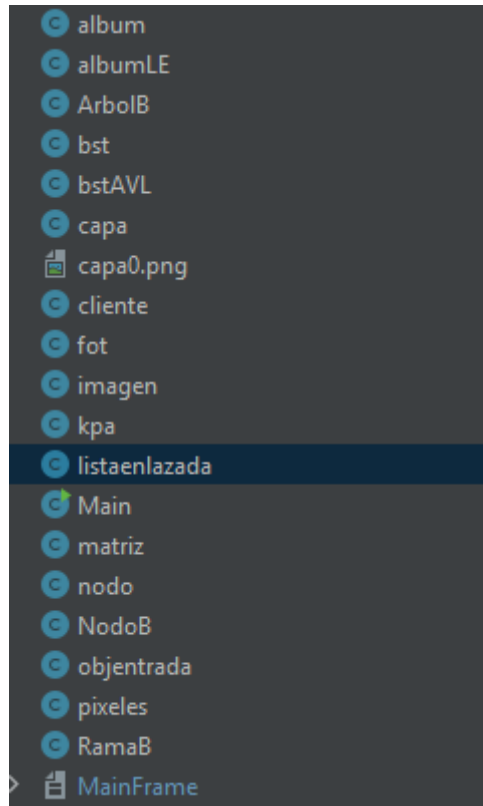 album
albumLE
ArbolB
bst
bstAVL
capa
capa0.png
cliente
fot
imagen
kpa
listaenlazada
Main
matriz
nodo
NodoB
objentrada
pixeles
RamaB
MainFrame